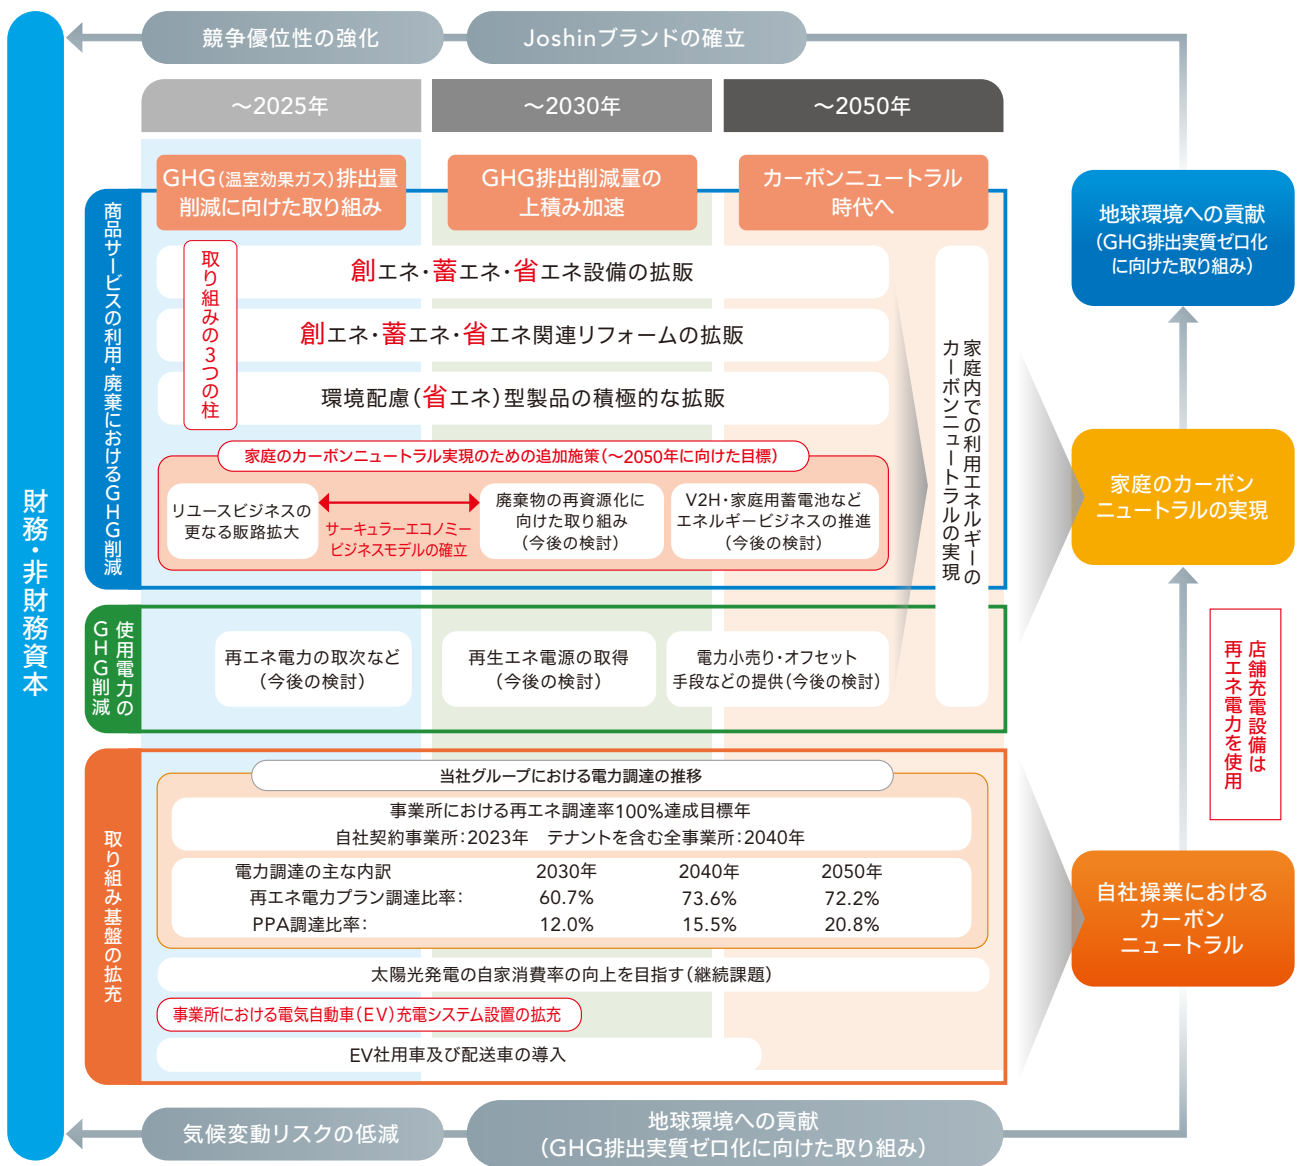 競争優位性の強化
Joshinブランドの確立
～2025年
～2030年
～2050年
GHG（温室効果ガス）排出量
削減に向けた取り組み
GHG排出削減量の
上積み加速
カーボンニュートラル
時代へ
商品サービスの利用・廃棄におけるGHG削減
取り組みの3つの柱
創エネ・蓄エネ・省エネ設備の拡販
創エネ・蓄エネ・省エネ関連リフォームの拡販
環境配慮（省エネ）型製品の積極的な拡販
家庭のカーボンニュートラル実現のための追加施策（～2050年に向けた目標）
リユースビジネスの
更なる販路拡大
サーキュラーエコノミー
ビジネスモデルの確立
廃棄物の再資源化に
向けた取り組み
（今後の検討）
V2H・家庭用蓄電池など
エネルギービジネスの推進
（今後の検討）
家庭内での利用エネルギーの
カーボンニュートラルの実現
使用電力の
GHG削減
再エネ電力の取次など
（今後の検討）
再生エネ電源の取得
（今後の検討）
電力小売り・オフセット
手段などの提供（今後の検討）
取り組み基盤の拡充
当社グループにおける電力調達の推移
事業所における再エネ調達率100%達成目標年
自社契約事業所：2023年　テナントを含む全事業所：2040年
電力調達の主な内訳 2030年 2040年 2050年
再エネ電力プラン調達比率： 60.7% 73.6% 72.2%
PPA調達比率： 12.0% 15.5% 20.8%
太陽光発電の自家消費率の向上を目指す（継続課題）
事業所における電気自動車（EV）充電システム設置の拡充
EV社用車及び配送車の導入
地球環境への貢献
（GHG排出実質ゼロ化
に向けた取り組み）
家庭のカーボン
ニュートラルの実現
店舗充電設備は
再エネ電力を使用
自社操業における
カーボン
ニュートラル
財務・非財務資本
気候変動リスクの低減
地球環境への貢献
（GHG排出実質ゼロ化に向けた取り組み）